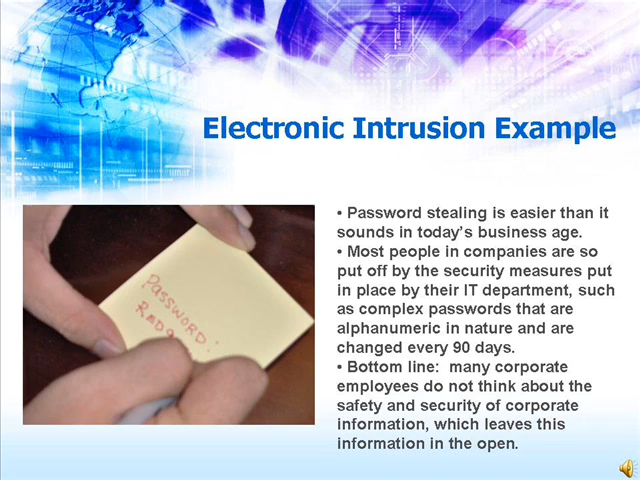 Electronic Intrusion Example
• Password stealing is easier than it
sounds in today's business age.
• Most people in companies are so
put off by the security measures put
in place by their IT department, such
as complex passwords that are
alphanumeric in nature and are
changed every 90 days.
• Bottom line:  many corporate
employees do not think about the
safety and security of corporate
information, which leaves this
information in the open.
Password: